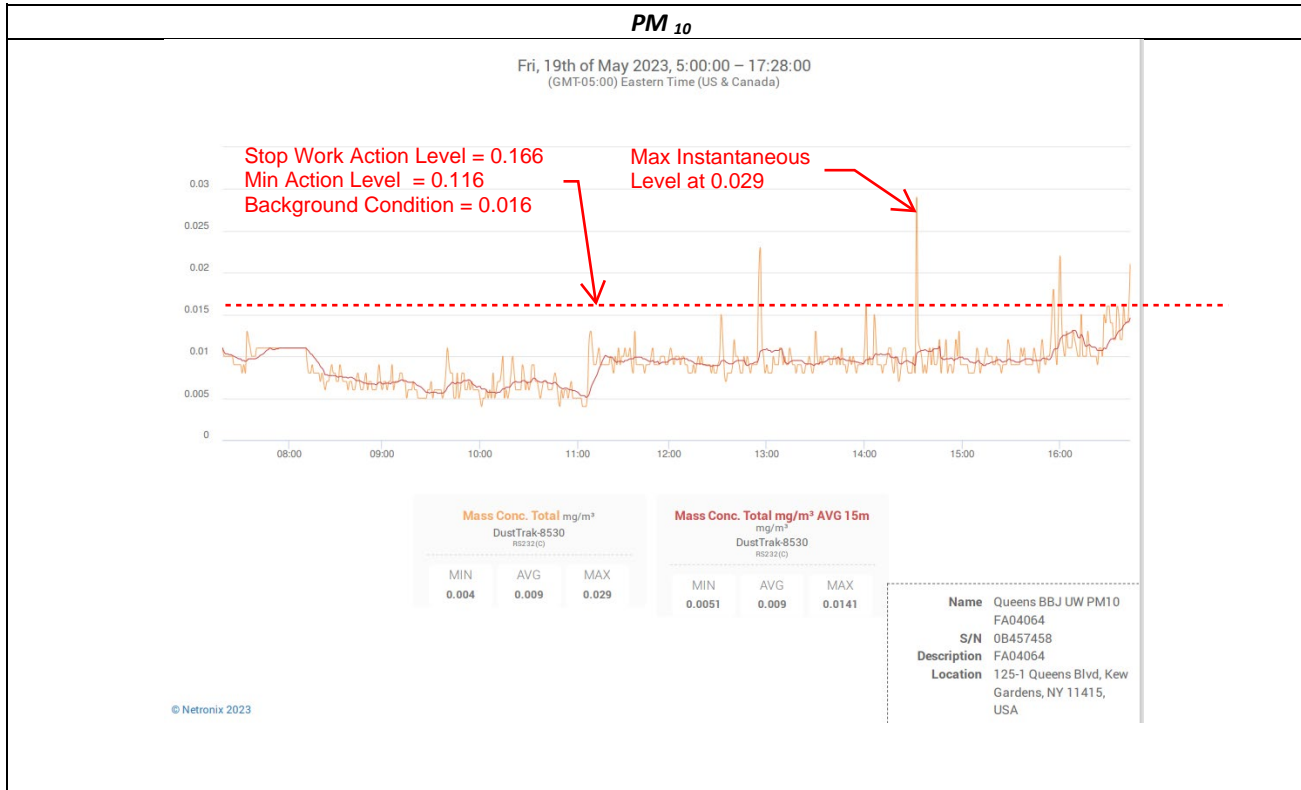 PM 10
Fri, 19th of May 2023, 5:00:00 – 17:28:00
(GMT-05:00) Eastern Time (US & Canada)
Stop Work Action Level = 0.166
Min Action Level = 0.116
Background Condition = 0.016
Max Instantaneous
Level at 0.029
0.03
0.025
0.02
0.015
0.01
0.005
0
08:00 09:00 10:00 11:00 12:00 13:00 14:00 15:00 16:00
Mass Conc. Total mg/m³
DustTrak-8530
RS232(C)
MIN AVG MAX
0.004 0.009 0.029
Mass Conc. Total mg/m³ AVG 15m
mg/m³
DustTrak-8530
RS232(C)
MIN AVG MAX
0.0051 0.009 0.0141
Name Queens BBJ UW PM10
FA04064
S/N 0B457458
Description FA04064
Location 125-1 Queens Blvd, Kew
Gardens, NY 11415,
USA
© Netronix 2023